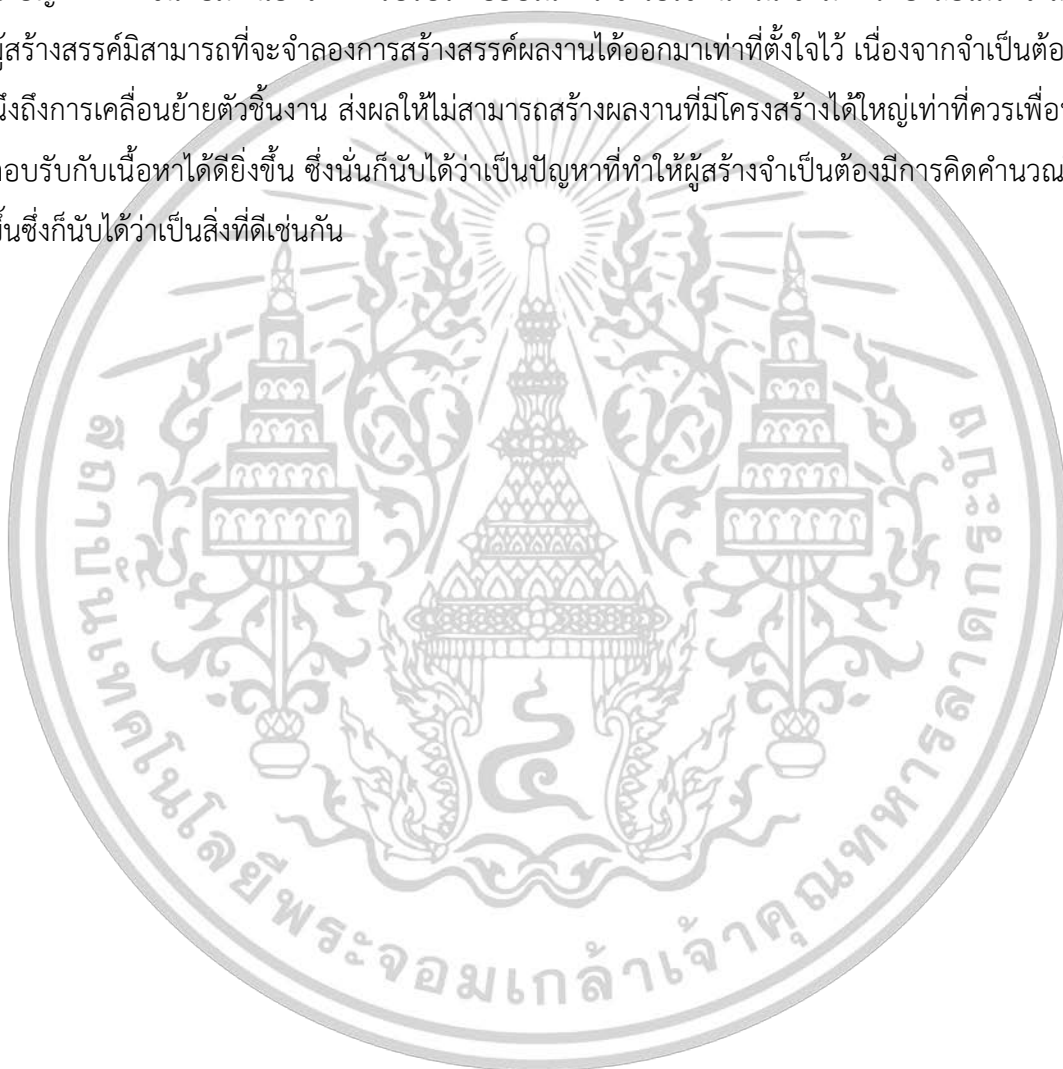 ผู้สร้างสรรค์มิสามารถที่จะจำลองการสร้างสรรค์ผลงานได้ออกมาเท่าที่ตั้งใจไว้ เนื่องจากจำเป็นต้อ
นึงถึงการเคลื่อนย้ายตัวชิ้นงาน ส่งผลให้ไม่สามารถสร้างผลงานที่มีโครงสร้างได้ใหญ่เท่าที่ควรเพื่อ
อบรับกับเนื้อหาได้ดียิ่งขึ้น ซึ่งนั่นก็นับได้ว่าเป็นปัญหาที่ทำให้ผู้สร้างจำเป็นต้องมีการคิดคำนวณ
ขึ้นซึ่งก็นับได้ว่าเป็นสิ่งที่ดีเช่นกัน
สถาบันเทคโนโลยีพระจอมเกล้าเจ้าคุณทหารลาดกระบัง
๔